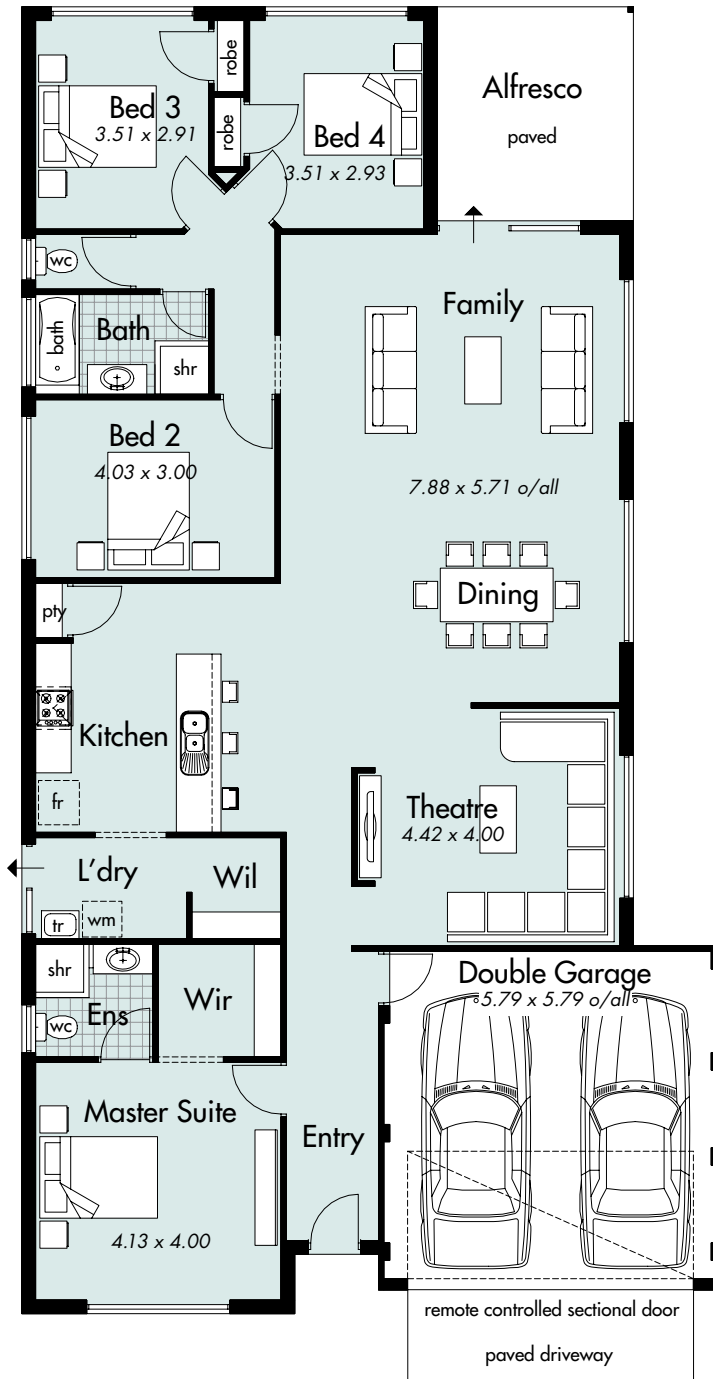 robe
Bed 3
3.51 x 2.91
robe
Bed 4
3.51 x 2.93
Alfresco
paved
wc
Family
bath
Bath
shr
Bed 2
4.03 x 3.00
7.88 x 5.71 o/all
pty
Dining
Kitchen
fr
Theatre
4.42 x 4.00
L'dry
Wil
tr
wm
shr
Wir
Ens
wc
Double Garage
5.79 x 5.79 o/all
Master Suite
Entry
4.13 x 4.00
remote controlled sectional door
paved driveway